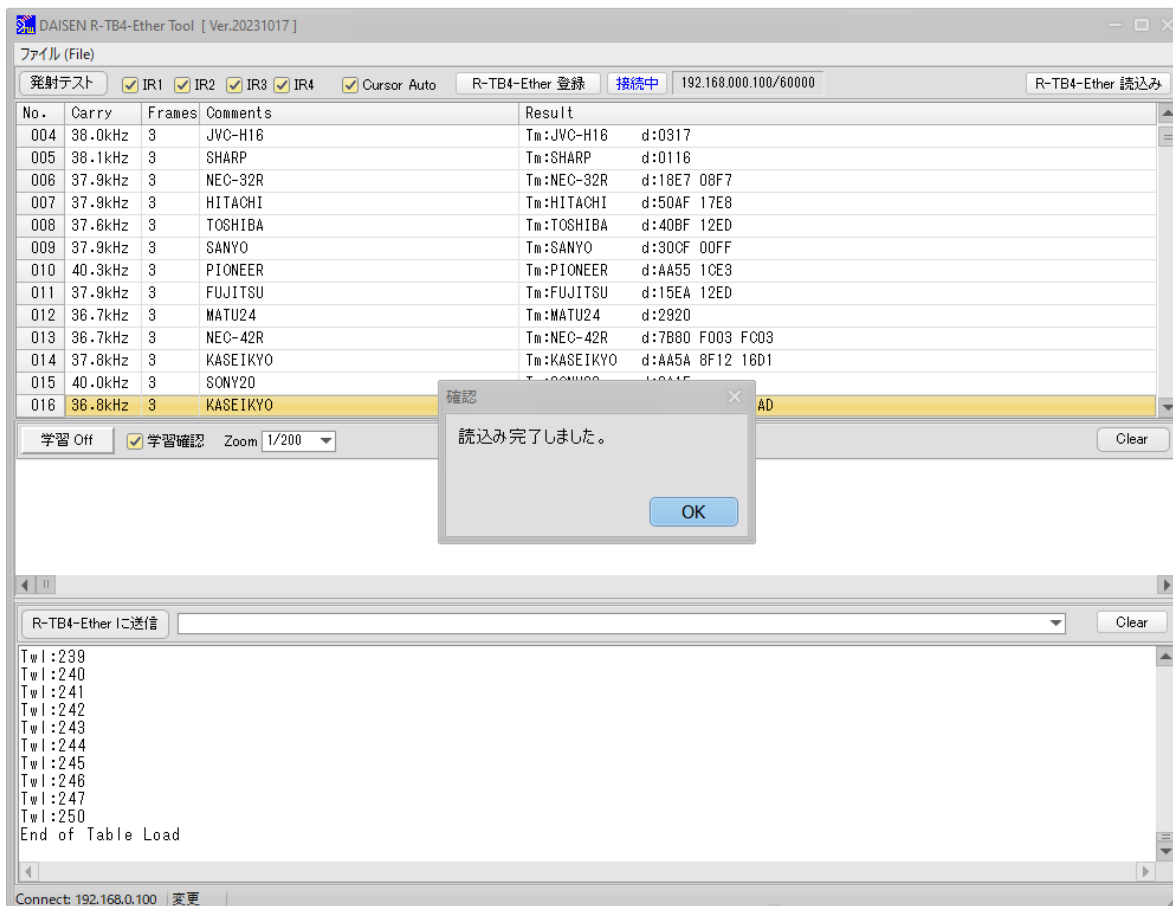 DAISEN R-TB4-Ether Tool [ Ver.20231017 ]
ファイル (File)
発射テスト IR1 IR2 IR3 IR4 Cursor Auto R-TB4-Ether 登録 接続中 192.168.000.100/60000 R-TB4-Ether 読込み
No. Carry Frames Comments Result
004 38.0kHz 3 JVC-H16 Tm:JVC-H16 d:0317
005 38.1kHz 3 SHARP Tm:SHARP d:0116
006 37.9kHz 3 NEC-32R Tm:NEC-32R d:18E7 08F7
007 37.9kHz 3 HITACHI Tm:HITACHI d:50AF 17E8
008 37.6kHz 3 TOSHIBA Tm:TOSHIBA d:40BF 12ED
009 37.9kHz 3 SANYO Tm:SANYO d:30CF 00FF
010 40.3kHz 3 PIONEER Tm:PIONEER d:AA55 1CE3
011 37.9kHz 3 FUJITSU Tm:FUJITSU d:15EA 12ED
012 36.7kHz 3 MATU24 Tm:MATU24 d:2920
013 36.7kHz 3 NEC-42R Tm:NEC-42R d:7B80 F003 FC03
014 37.8kHz 3 KASEIKYO Tm:KASEIKYO d:AA5A 8F12 16D1
015 40.0kHz 3 SONY20
016 36.8kHz 3 KASEIKYO AD
確認
読込み完了しました。
OK
学習 Off 学習確認 Zoom 1/200 Clear
R-TB4-Ether に送信 Clear
Twl:239
Twl:240
Twl:241
Twl:242
Twl:243
Twl:244
Twl:245
Twl:246
Twl:247
Twl:250
End of Table Load
Connect: 192.168.0.100 変更